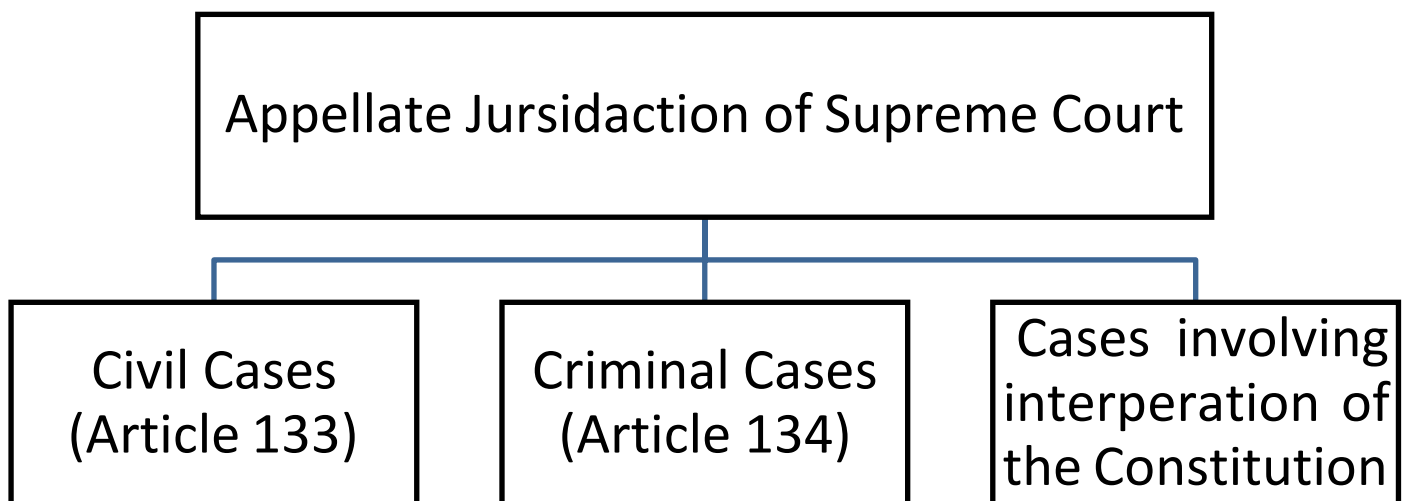 Appellate Jursidaction of Supreme Court
Civil Cases
(Article 133)
Criminal Cases
(Article 134)
Cases involving
interperation of
the Constitution